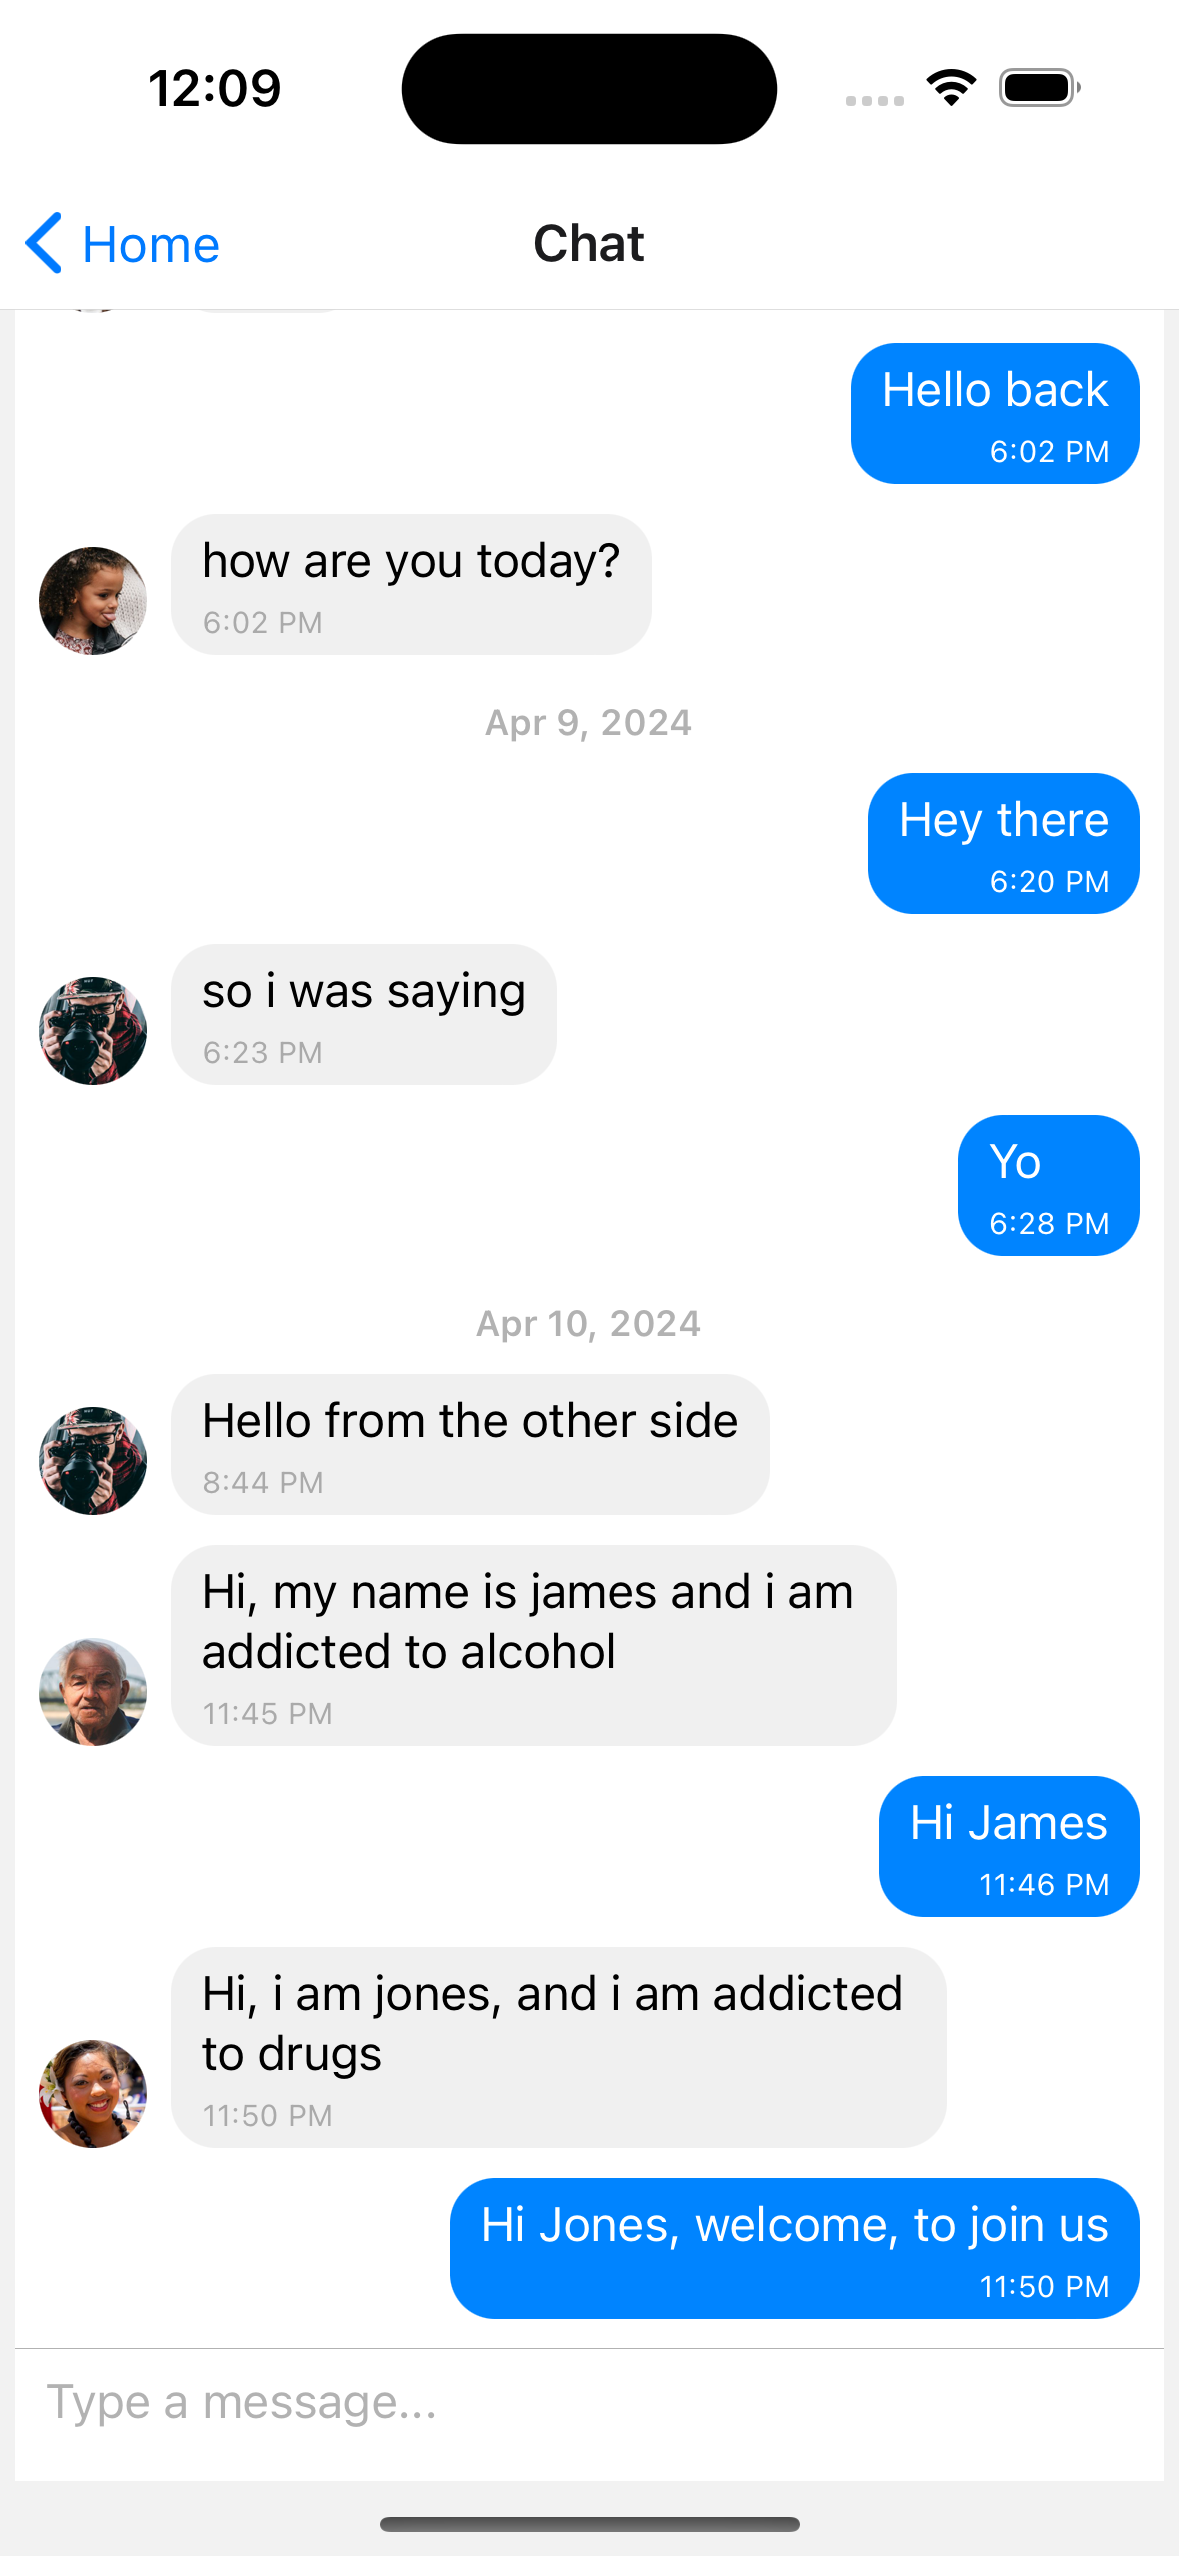 12:09
Home
Chat
Hello back
6:02 PM
how are you today?
6:02 PM
Apr 9, 2024
Hey there
6:20 PM
so i was saying
6:23 PM
Yo
6:28 PM
Apr 10, 2024
Hello from the other side
8:44 PM
Hi, my name is james and i am
addicted to alcohol
11:45 PM
Hi James
11:46 PM
Hi, i am jones, and i am addicted
to drugs
11:50 PM
Hi Jones, welcome, to join us
11:50 PM
Type a message...